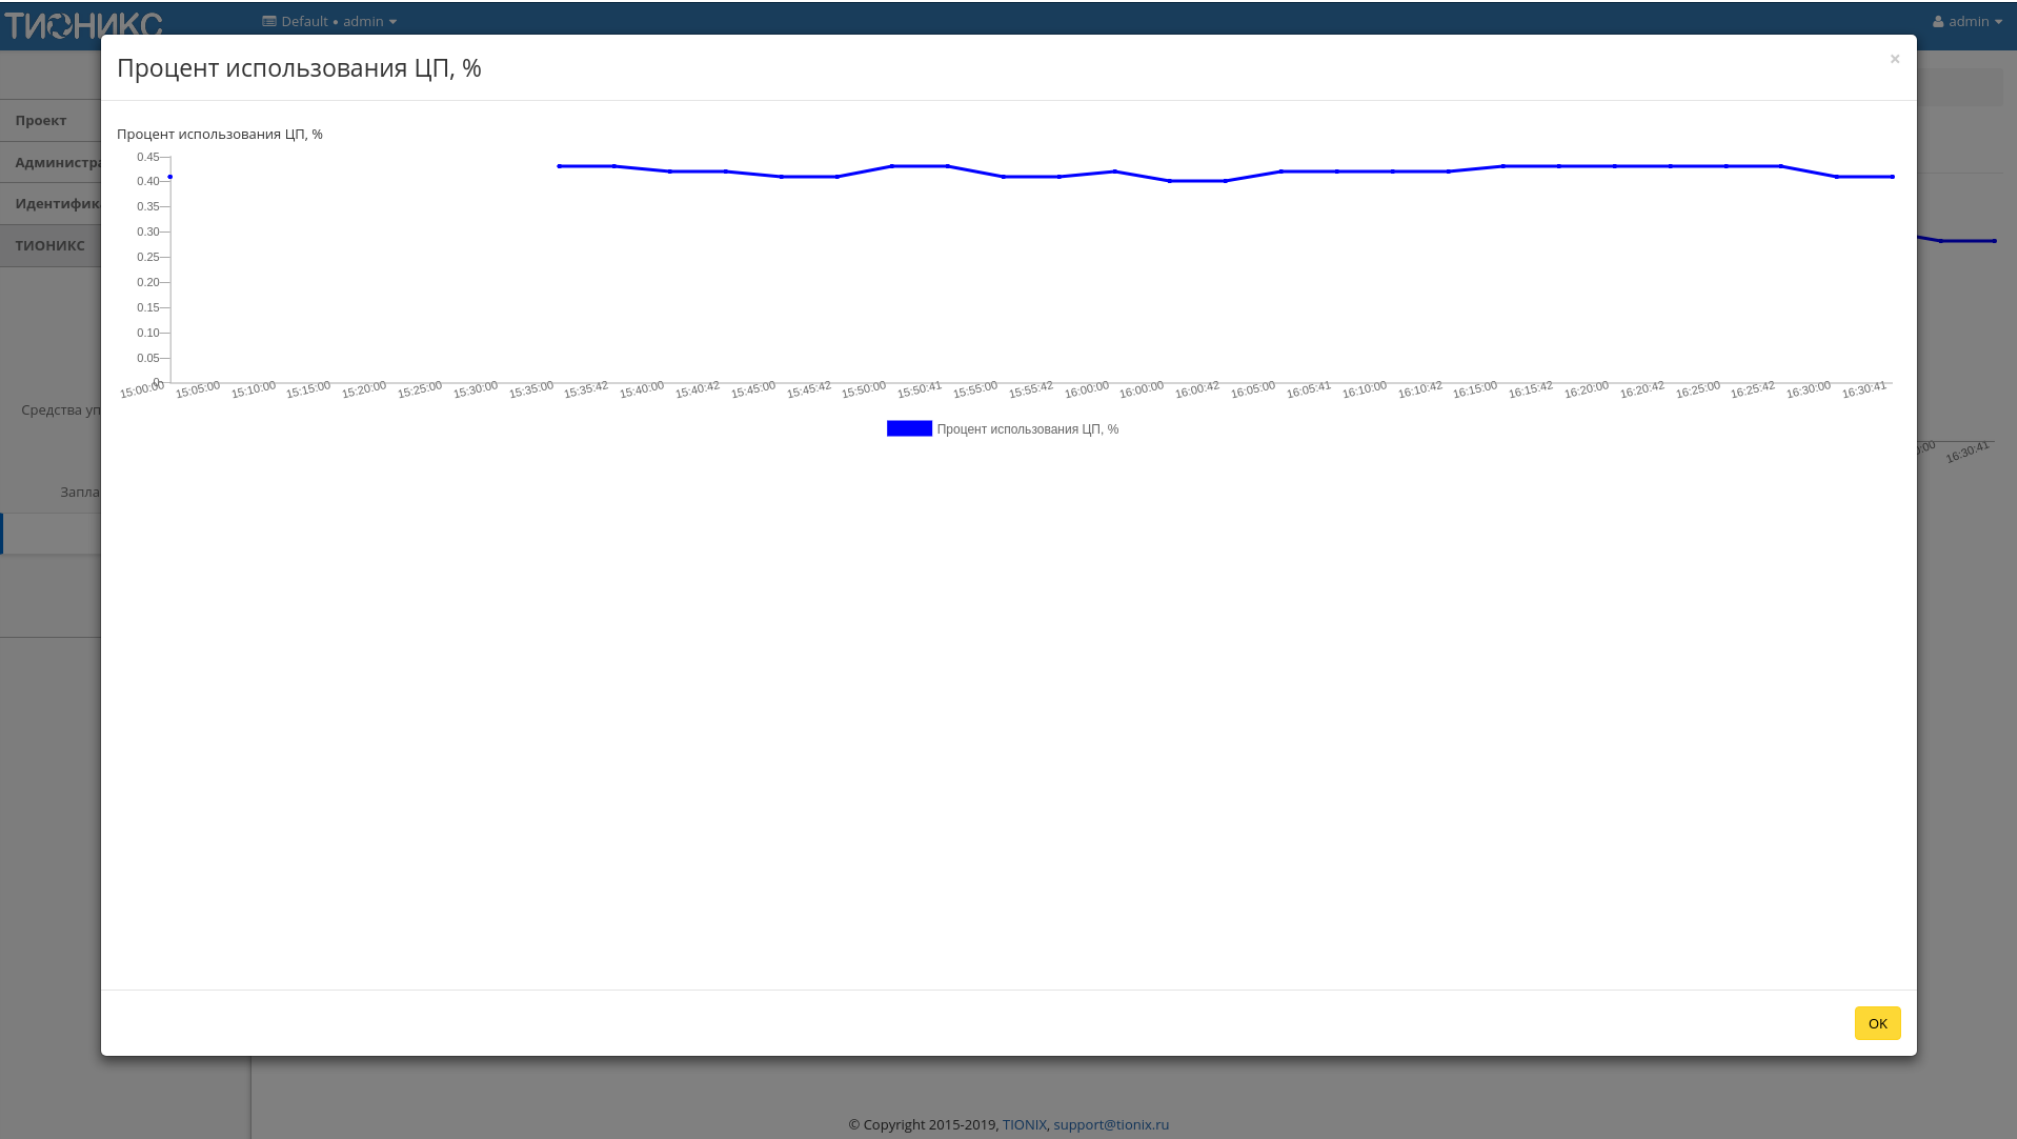 ТИОНИКС
Default • admin
admin
Процент использования ЦП, %
×
Проект
Администра
Идентифик
ТИОНИКС
Средства уп
Запла
Процент использования ЦП, %
0.45
0.40
0.35
0.30
0.25
0.20
0.15
0.10
0.05
0
15:00:00 15:05:00 15:10:00 15:15:00 15:20:00 15:25:00 15:30:00 15:35:00 15:35:42 15:40:00 15:40:42 15:45:00 15:45:42 15:50:00 15:50:41 15:55:00 15:55:42 16:00:00 16:00:00 16:00:42 16:05:00 16:05:41 16:10:00 16:10:42 16:15:00 16:15:42 16:20:00 16:20:42 16:25:00 16:25:42 16:30:00 16:30:41
Процент использования ЦП, %
16:30:41
OK
© Copyright 2015-2019, TIONIX, support@tionix.ru